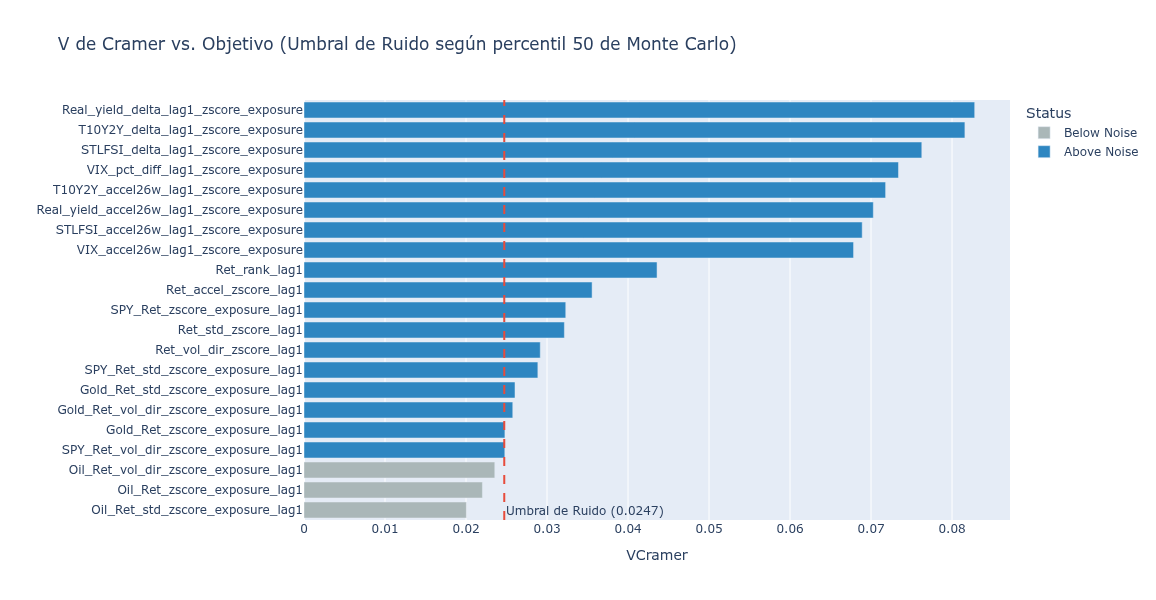 V de Cramer vs. Objetivo (Umbral de Ruido según percentil 50 de Monte Carlo)
Status
Below Noise
Above Noise
Real_yield_delta_lag1_zscore_exposure
T10Y2Y_delta_lag1_zscore_exposure
STLFSI_delta_lag1_zscore_exposure
VIX_pct_diff_lag1_zscore_exposure
T10Y2Y_accel26w_lag1_zscore_exposure
Real_yield_accel26w_lag1_zscore_exposure
STLFSI_accel26w_lag1_zscore_exposure
VIX_accel26w_lag1_zscore_exposure
Ret_rank_lag1
Ret_accel_zscore_lag1
SPY_Ret_zscore_exposure_lag1
Ret_std_zscore_lag1
Ret_vol_dir_zscore_lag1
SPY_Ret_std_zscore_exposure_lag1
Gold_Ret_std_zscore_exposure_lag1
Gold_Ret_vol_dir_zscore_exposure_lag1
Gold_Ret_zscore_exposure_lag1
SPY_Ret_vol_dir_zscore_exposure_lag1
Oil_Ret_vol_dir_zscore_exposure_lag1
Oil_Ret_zscore_exposure_lag1
Oil_Ret_std_zscore_exposure_lag1
Umbral de Ruido (0.0247)
0 0.01 0.02 0.03 0.04 0.05 0.06 0.07 0.08
VCramer